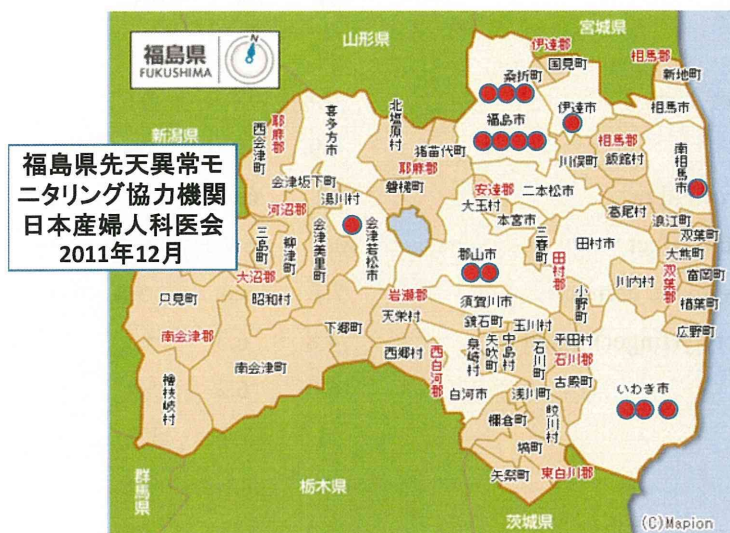 山形県
宮城県
福島県
FUKUSHIMA
N
新潟県
福島県先天異常モ
ニタリング協力機関
日本産婦人科医会
2011年12月
伊達郡
国見町
桑折町
相馬郡
新地町
相馬市
伊達市
福島市
喜多方市
北塩原村
耶麻郡
西会津町
猪苗代町
耶麻郡
磐梯町
川俣町
相馬郡
飯舘村
南相馬市
会津坂下町
湯川村
河沼郡
安達郡
大玉村
二本松市
本宮市
葛尾村
浪江町
双葉町
大熊町
三島町
柳津町
会津美里町
会津若松市
郡山市
三春町
田村市
田村郡
川内村
双葉郡
富岡町
楢葉町
広野町
大沼郡
昭和村
只見町
岩瀬郡
天栄村
須賀川市
鏡石町
玉川村
小野町
平田村
南会津郡
下郷町
西郷村
泉崎村
矢吹町
中島村
石川町
石川郡
古殿町
南会津町
西白河郡
白河市
浅川町
いわき市
檜枝岐村
棚倉町
鮫川村
塙町
矢祭町
東白川郡
群馬県
栃木県
茨城県
(C)Mapion